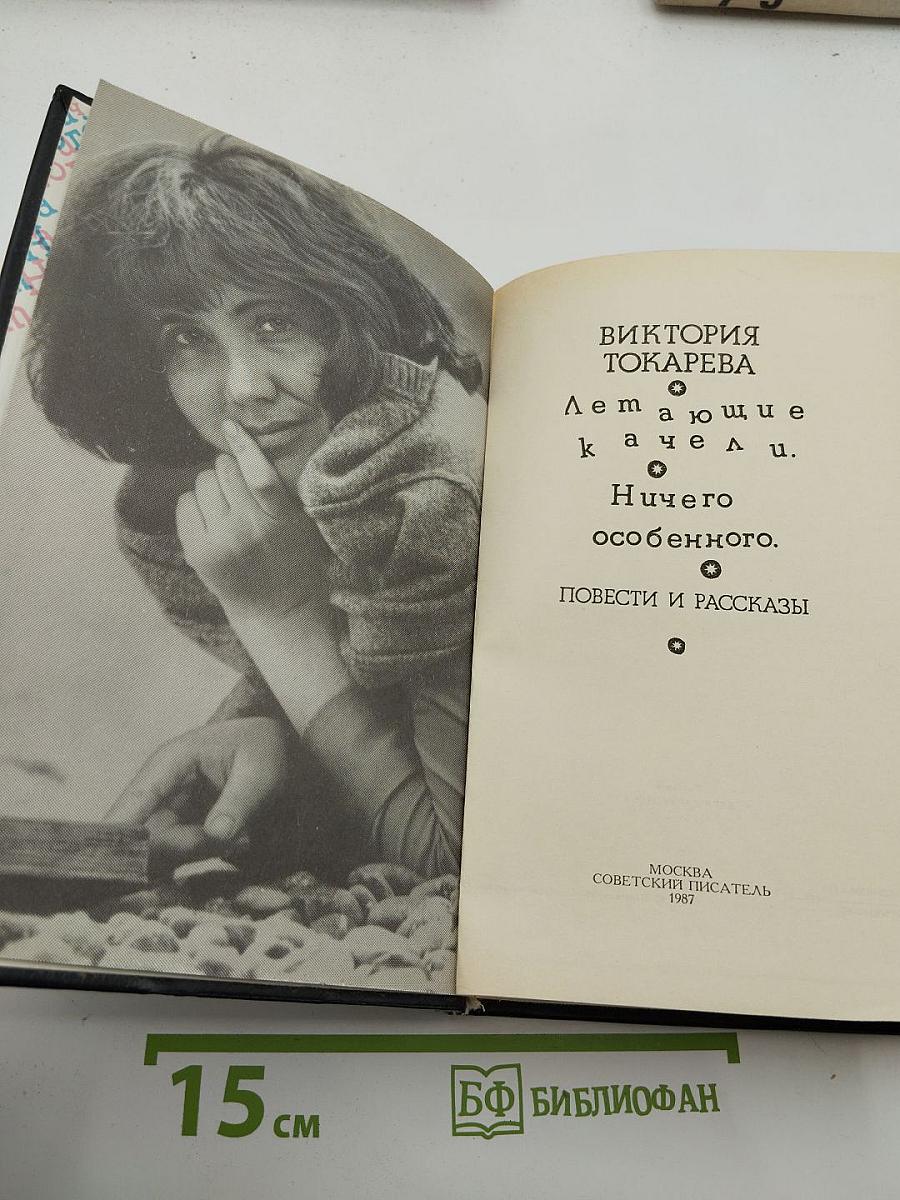 ВИКТОРИЯ
ТОКАРЕВА
Летающие
качели.
Ничего
особенного.
ПОВЕСТИ И РАССКАЗЫ
МОСКВА
СОВЕТСКИЙ ПИСАТЕЛЬ
1987
15 см
БФ БИБЛИОФАН